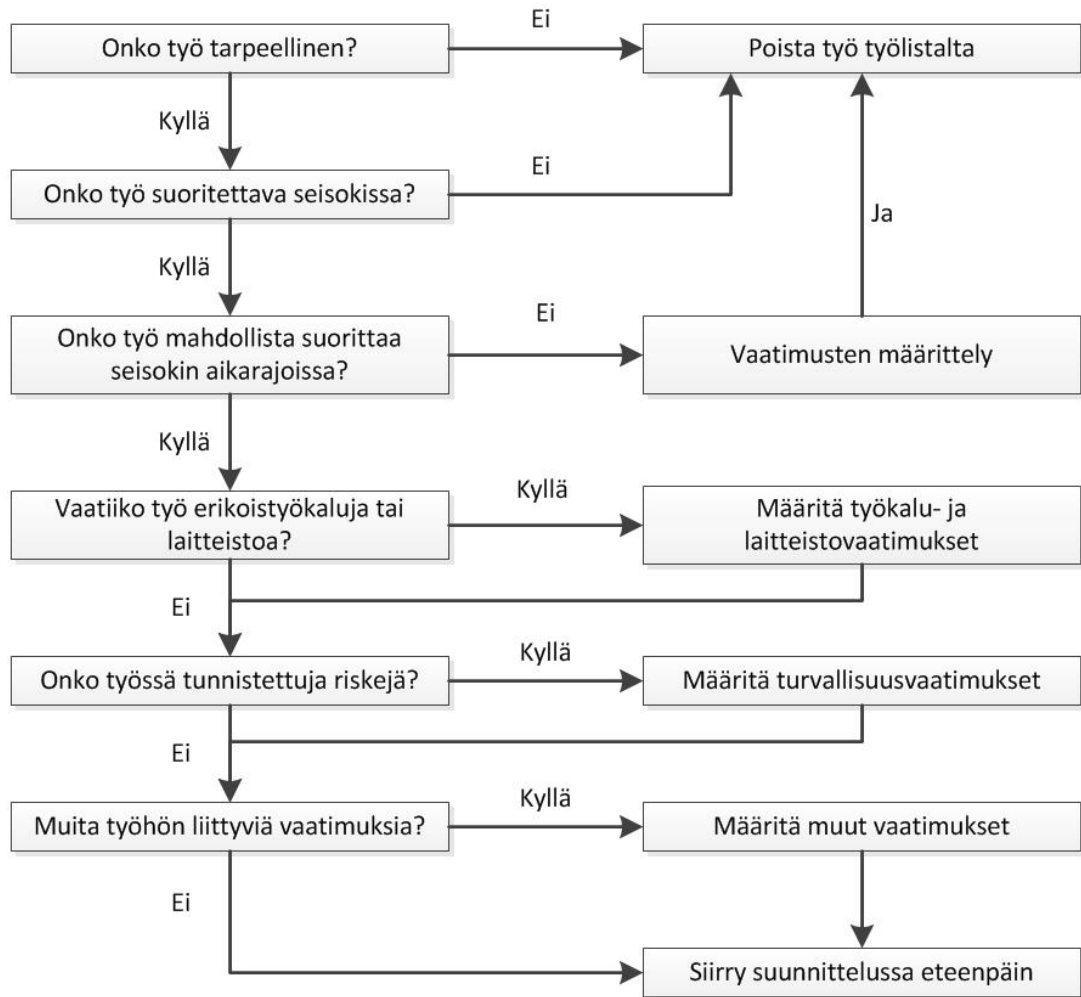 Onko työ tarpeellinen?
Ei
Poista työ työlistalta
Kyllä
Onko työ suoritettava seisokissa?
Ei
Ja
Kyllä
Onko työ mahdollista suorittaa
seisokin aikarajoissa?
Ei
Vaatimusten määrittely
Kyllä
Vaatiiko työ erikoistyökaluja tai
laitteistoa?
Kyllä
Määritä työkalu- ja
laitteistovaatimukset
Ei
Onko työssä tunnistettuja riskejä?
Kyllä
Määritä turvallisuusvaatimukset
Ei
Muita työhön liittyviä vaatimuksia?
Kyllä
Määritä muut vaatimukset
Ei
Siirry suunnittelussa eteenpäin